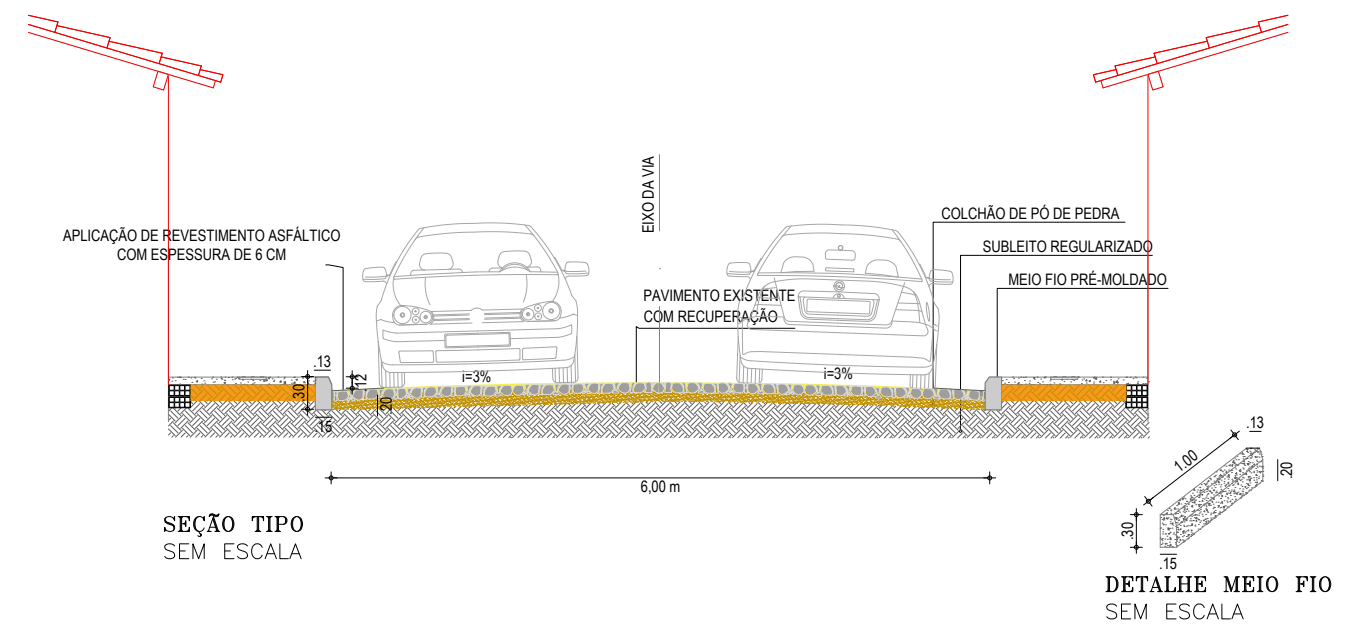 EIXO DA VIA
APLICAÇÃO DE REVESTIMENTO ASFÁLTICO
COM ESPESSURA DE 6 CM
COLCHÃO DE PÓ DE PEDRA
SUBLEITO REGULARIZADO
MEIO FIO PRÉ-MOLDADO
PAVIMENTO EXISTENTE
COM RECUPERAÇÃO
.13
.12
.30
i=3%
i=3%
.20
.15
6,00 m
SEÇÃO TIPO
SEM ESCALA
.13
1.00
.20
.30
.15
DETALHE MEIO FIO
SEM ESCALA